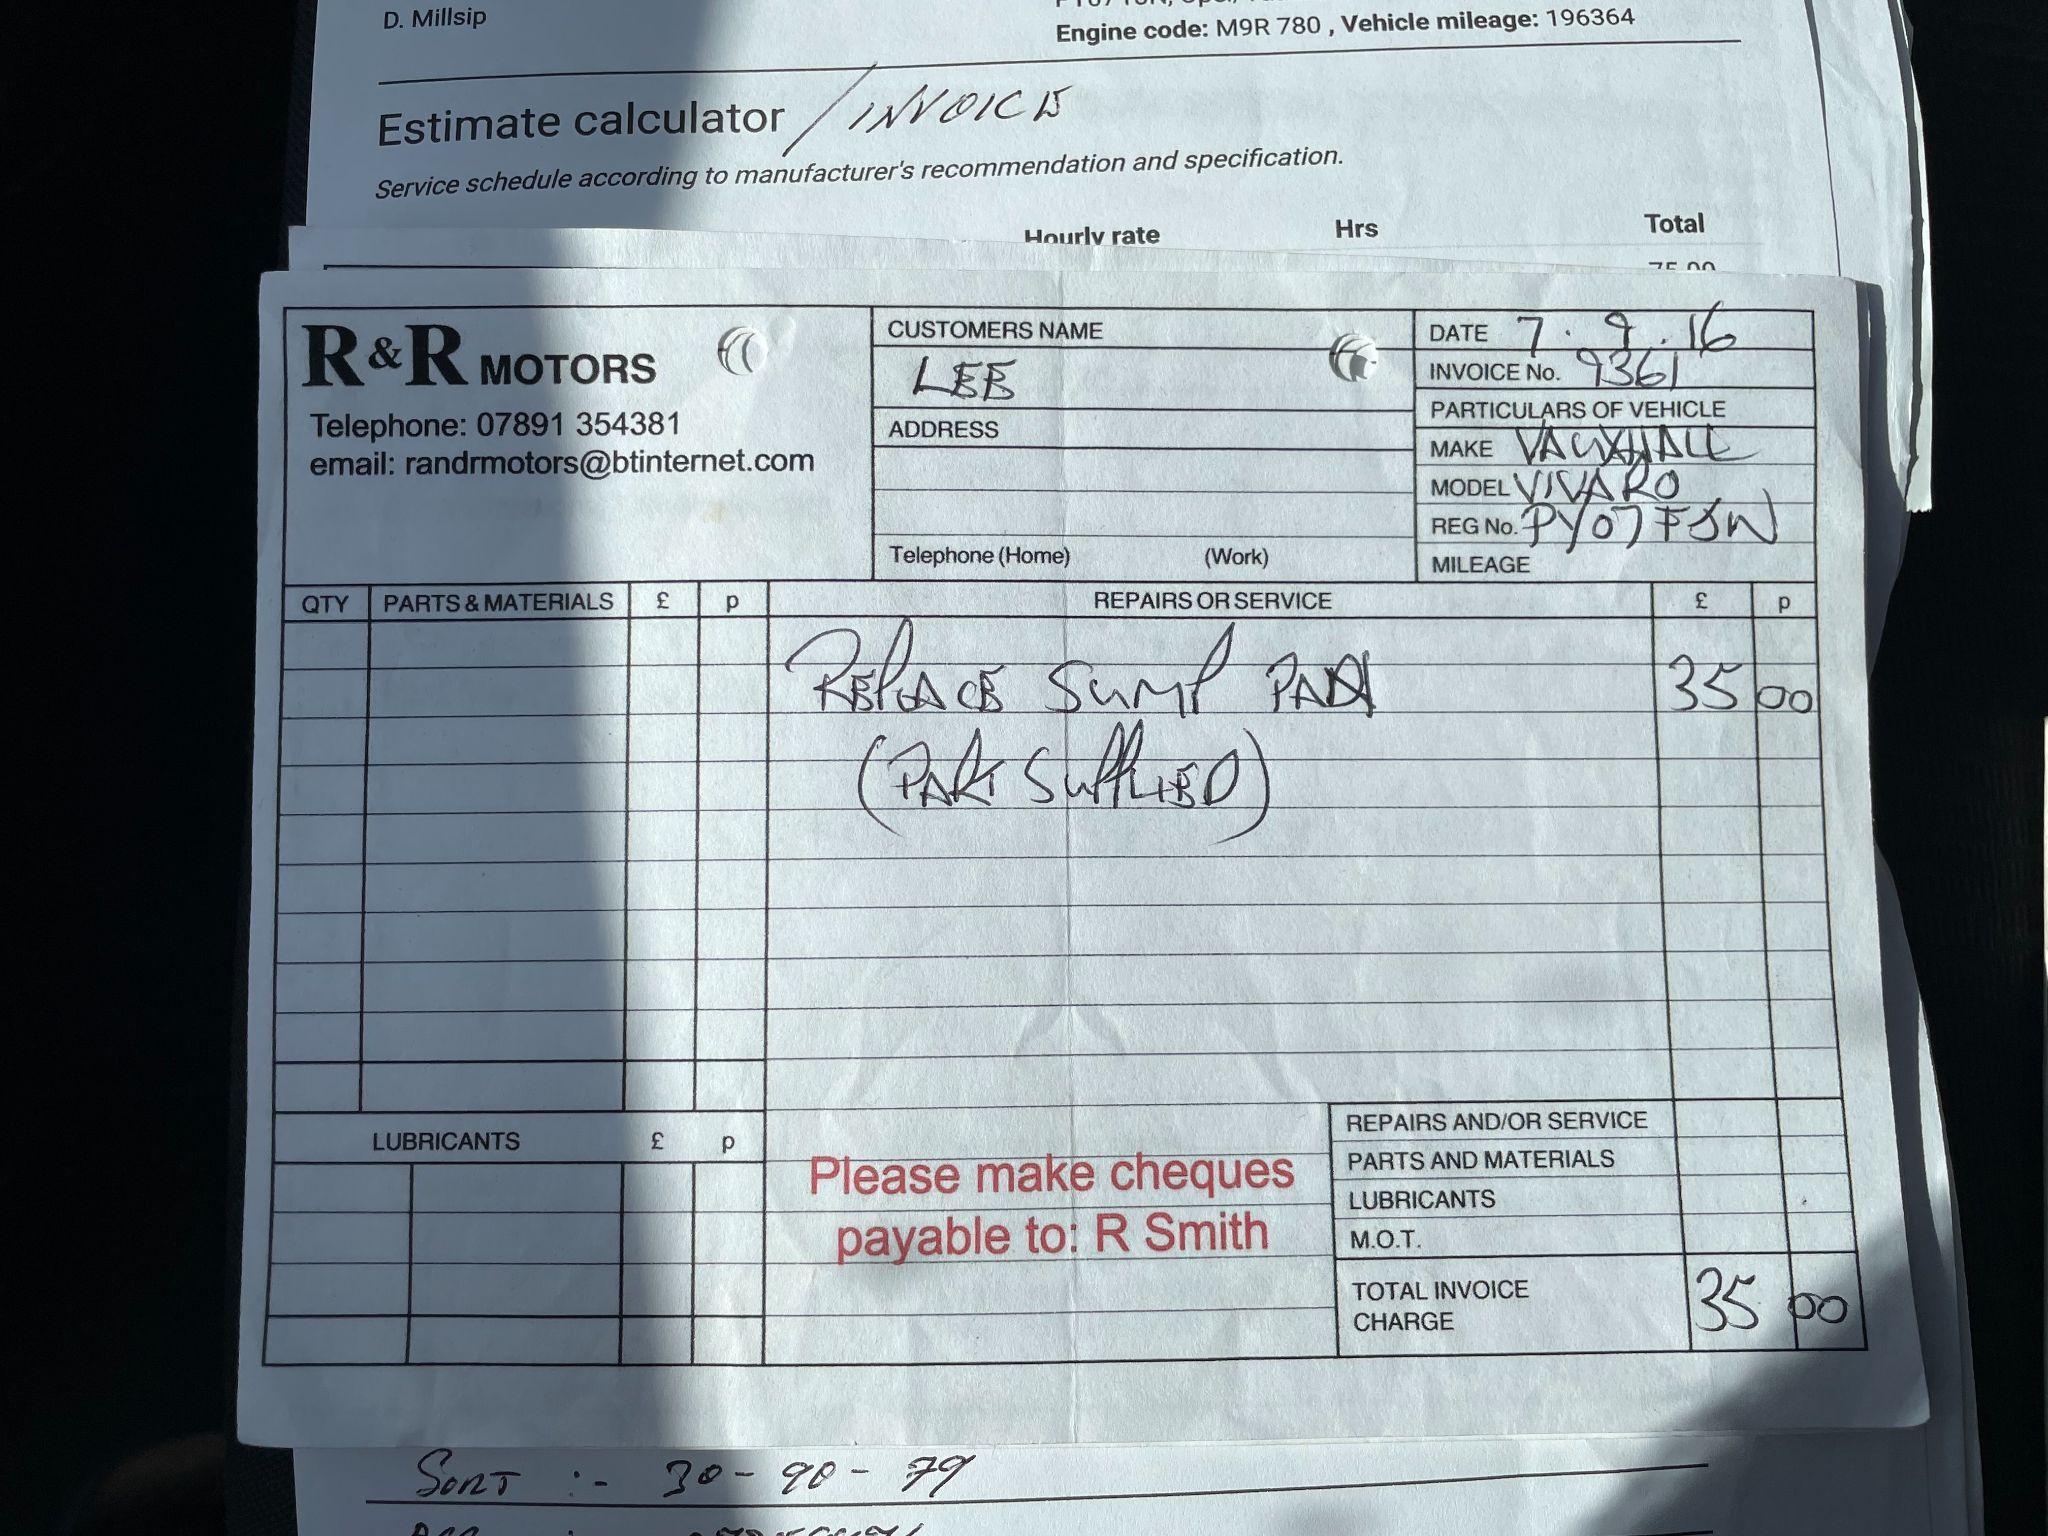 D. Millsip
Engine code: M9R 780 , Vehicle mileage: 196364
Estimate calculator / INVOICE
Service schedule according to manufacturer's recommendation and specification.
Hourly rate Hrs Total
75.00
R&R MOTORS
Telephone: 07891 354381
email: randrmotors@btinternet.com
CUSTOMERS NAME
LEE
ADDRESS
Telephone (Home) (Work)
DATE 7.9.16
INVOICE No. 9361
PARTICULARS OF VEHICLE
MAKE VAUXHALL
MODEL VIVARO
REG No. PY07 FJN
MILEAGE
QTY PARTS & MATERIALS £ p REPAIRS OR SERVICE £ p
REPLACE SUMP PAN 35 00
(PART SUPPLIED)
LUBRICANTS £ p
Please make cheques
payable to: R Smith
REPAIRS AND/OR SERVICE
PARTS AND MATERIALS
LUBRICANTS
M.O.T.
TOTAL INVOICE
CHARGE
35 00
SORT :- 30-90-79